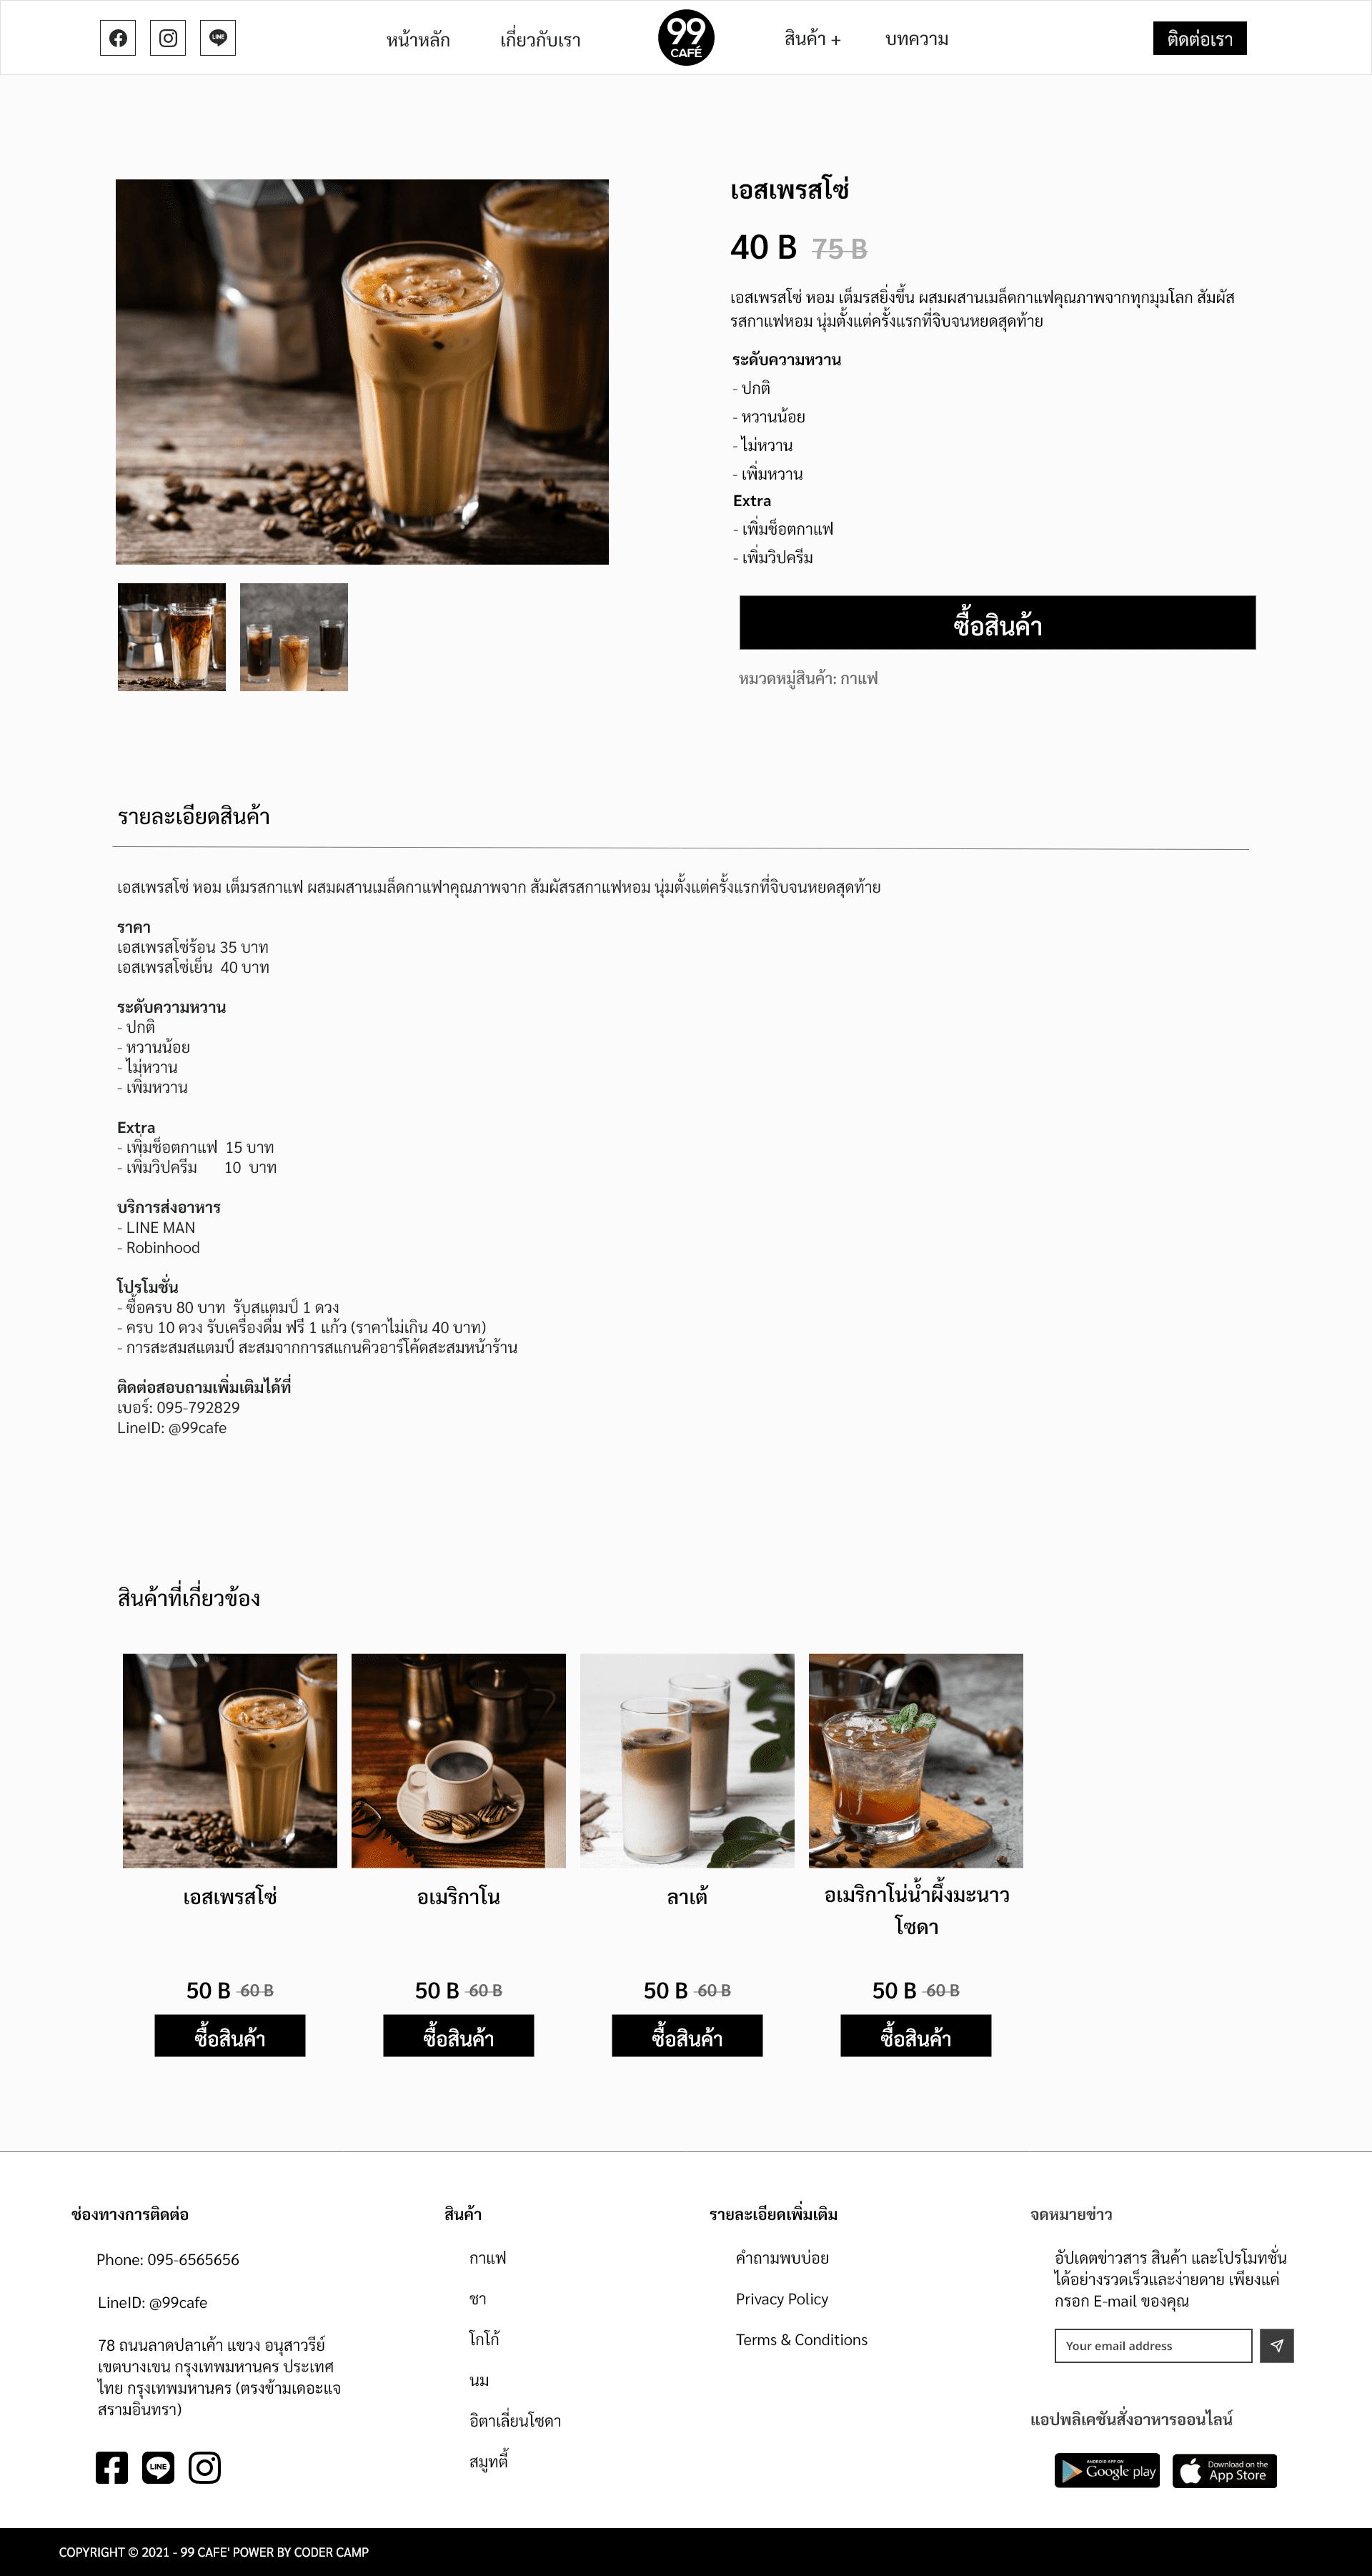 LINE
หน้าหลัก
เกี่ยวกับเรา
99
CAFÉ
สินค้า +
บทความ
ติดต่อเรา
เอสเพรสโซ่
40 B 75 B
เอสเพรสโซ่ หอม เต็มรสยิ่งขึ้น ผสมผสานเมล็ดกาแฟคุณภาพจากทุกมุมโลก สัมผัส
รสกาแฟหอม นุ่มตั้งแต่ครั้งแรกที่จิบจนหยดสุดท้าย
ระดับความหวาน
- ปกติ
- หวานน้อย
- ไม่หวาน
- เพิ่มหวาน
Extra
- เพิ่มช็อตกาแฟ
- เพิ่มวิปครีม
ซื้อสินค้า
หมวดหมู่สินค้า: กาแฟ
รายละเอียดสินค้า
เอสเพรสโซ่ หอม เต็มรสกาแฟ ผสมผสานเมล็ดกาแฟาคุณภาพจาก สัมผัสรสกาแฟหอม นุ่มตั้งแต่ครั้งแรกที่จิบจนหยดสุดท้าย
ราคา
เอสเพรสโซ่ร้อน 35 บาท
เอสเพรสโซ่เย็น 40 บาท
ระดับความหวาน
- ปกติ
- หวานน้อย
- ไม่หวาน
- เพิ่มหวาน
Extra
- เพิ่มช็อตกาแฟ 15 บาท
- เพิ่มวิปครีม 10 บาท
บริการส่งอาหาร
- LINE MAN
- Robinhood
โปรโมชั่น
- ซื้อครบ 80 บาท รับสแตมป์ 1 ดวง
- ครบ 10 ดวง รับเครื่องดื่ม ฟรี 1 แก้ว (ราคาไม่เกิน 40 บาท)
- การสะสมสแตมป์ สะสมจากการสแกนคิวอาร์โค้ดสะสมหน้าร้าน
ติดต่อสอบถามเพิ่มเติมได้ที่
เบอร์: 095-792829
LineID: @99cafe
สินค้าที่เกี่ยวข้อง
เอสเพรสโซ่
50 B 60 B
ซื้อสินค้า
อเมริกาโน
50 B 60 B
ซื้อสินค้า
ลาเต้
50 B 60 B
ซื้อสินค้า
อเมริกาโน่น้ำผึ้งมะนาว
โซดา
50 B 60 B
ซื้อสินค้า
ช่องทางการติดต่อ
Phone: 095-6565656
LineID: @99cafe
78 ถนนลาดปลาเค้า แขวง อนุสาวรีย์
เขตบางเขน กรุงเทพมหานคร ประเทศ
ไทย กรุงเทพมหานคร (ตรงข้ามเดอะแจ
สรามอินทรา)
LINE
สินค้า
กาแฟ
ชา
โกโก้
นม
อิตาเลี่ยนโซดา
สมูทตี้
รายละเอียดเพิ่มเติม
คำถามพบบ่อย
Privacy Policy
Terms & Conditions
จดหมายข่าว
อัปเดตข่าวสาร สินค้า และโปรโมทชั่น
ได้อย่างรวดเร็วและง่ายดาย เพียงแค่
กรอก E-mail ของคุณ
Your email address
แอปพลิเคชันสั่งอาหารออนไลน์
ANDROID APP ON
Google play
Download on the
App Store
COPYRIGHT © 2021 - 99 CAFE' POWER BY CODER CAMP